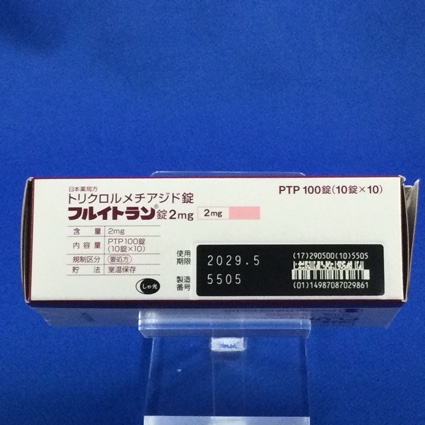 日本薬局方
トリクロルメチアジド錠
フルイトラン®錠2mg 2mg
PTP 100錠(10錠×10)
含量 2mg
内容量 PTP100錠
(10錠×10)
規制区分 要処方
貯法 室温保存
しゃ光
使用
期限 2029.5
製造
番号 5505
(17)290500(10)5505
(01)14987087029861